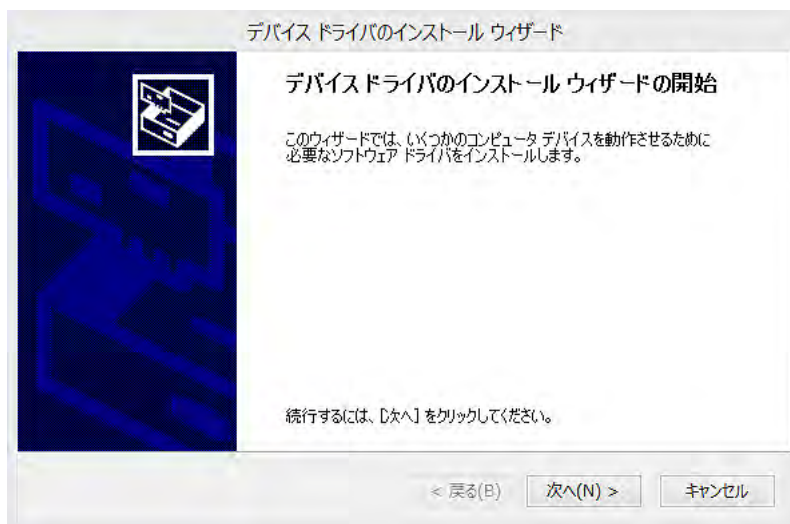 デバイス ドライバのインストール ウィザード
デバイス ドライバのインストール ウィザードの開始
このウィザードでは、いくつかのコンピュータ デバイスを動作させるために
必要なソフトウェア ドライバをインストールします。
続行するには、[次へ] をクリックしてください。
< 戻る(B) 次へ(N) > キャンセル